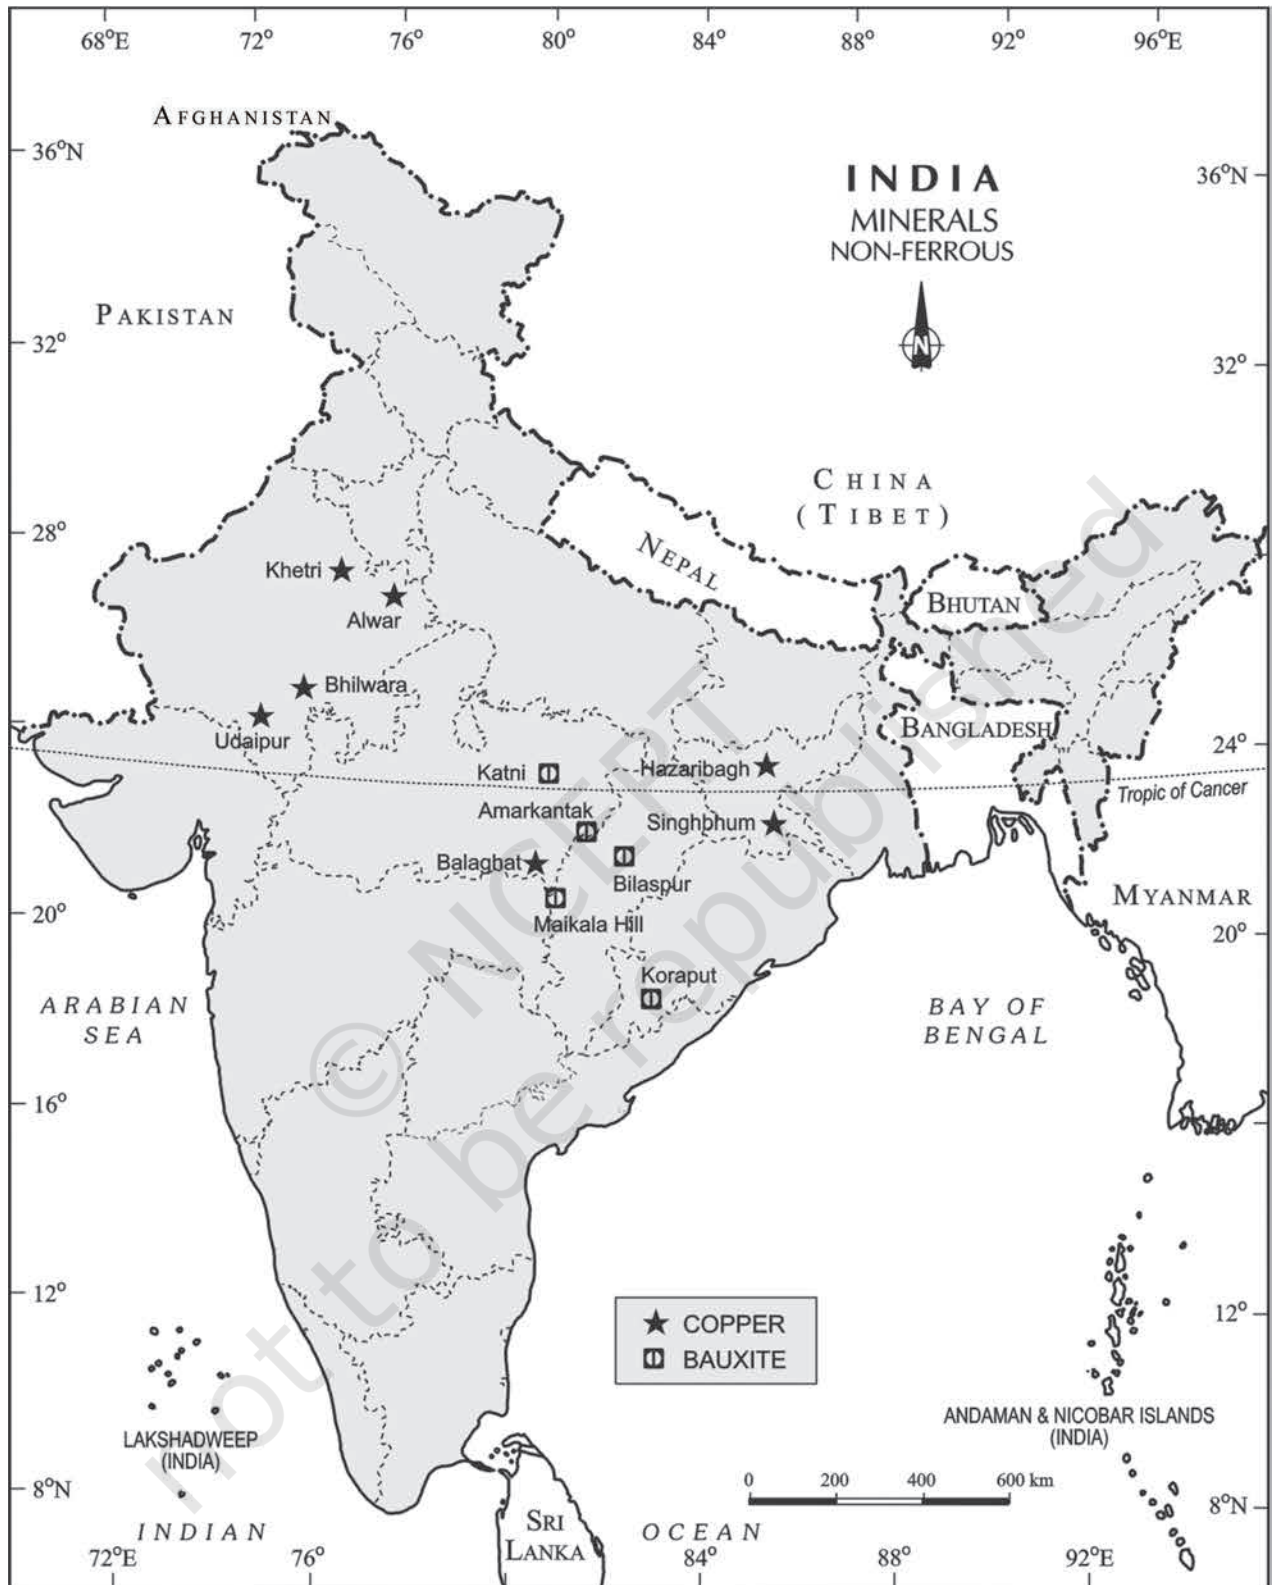 68°E 72° 76° 80° 84° 88° 92° 96°E
AFGHANISTAN
36°N
36°N
INDIA
MINERALS
NON-FERROUS
N
PAKISTAN
32°
32°
CHINA
(TIBET)
28°
NEPAL
BHUTAN
Khetri
Alwar
Bhilwara
Udaipur
BANGLADESH
24°
Katni
Hazaribagh
Tropic of Cancer
Amarkantak
Singhbhum
Balaghat
Bilaspur
MYANMAR
20°
Maikala Hill
20°
Koraput
ARABIAN
SEA
BAY OF
BENGAL
16°
12°
12°
COPPER
BAUXITE
LAKSHADWEEP
(INDIA)
ANDAMAN & NICOBAR ISLANDS
(INDIA)
8°N
0 200 400 600 km
8°N
INDIAN
OCEAN
SRI
LANKA
72°E 76° 84° 88° 92°E
© NCERT
not to be republished